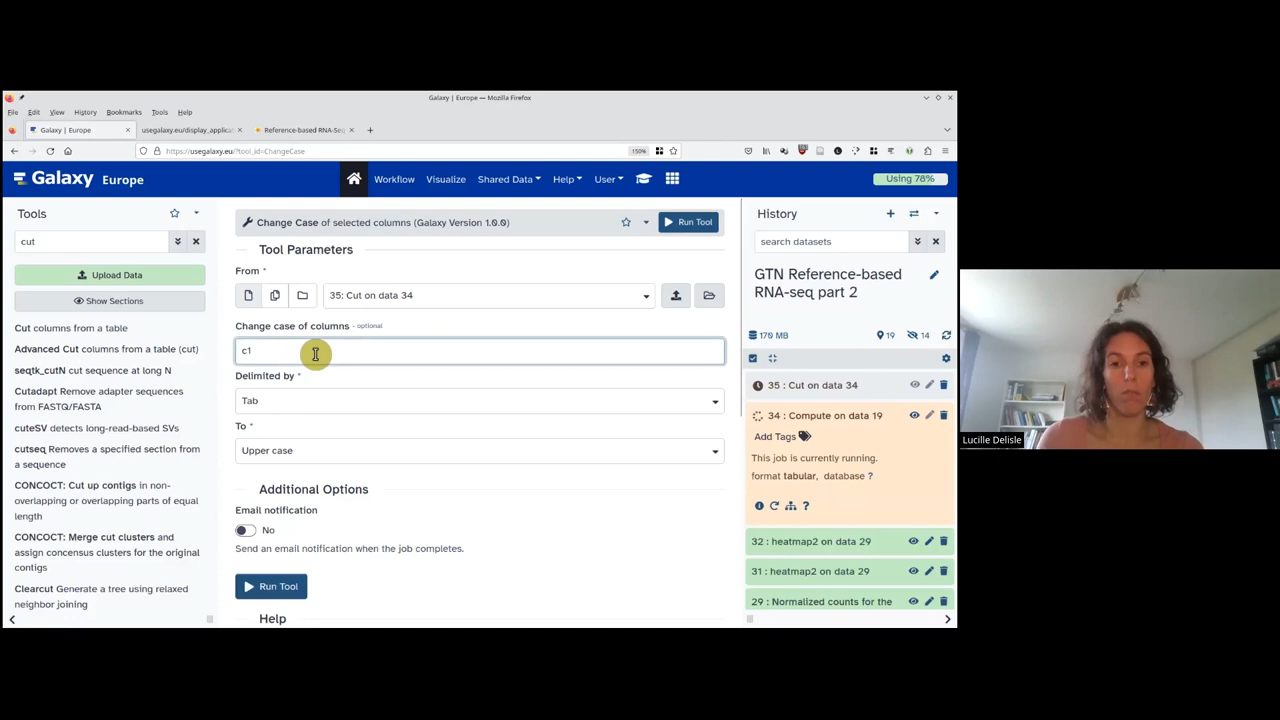 Galaxy | Europe — Mozilla Firefox
File Edit View History Bookmarks Tools Help
Galaxy | Europe
usegalaxy.eu/display_applicat
Reference-based RNA-Seq
https://usegalaxy.eu/?tool_id=ChangeCase
150%
Galaxy Europe
Workflow Visualize Shared Data Help User
Using 78%
Tools
cut
Upload Data
Show Sections
Cut columns from a table
Advanced Cut columns from a table (cut)
seqtk_cutN cut sequence at long N
Cutadapt Remove adapter sequences
from FASTQ/FASTA
cuteSV detects long-read-based SVs
cutseq Removes a specified section from
a sequence
CONCOCT: Cut up contigs in non-
overlapping or overlapping parts of equal
length
CONCOCT: Merge cut clusters and
assign concensus clusters for the original
contigs
Clearcut Generate a tree using relaxed
neighbor joining
Change Case of selected columns (Galaxy Version 1.0.0)
Run Tool
Tool Parameters
From *
35: Cut on data 34
Change case of columns - optional
c1
Delimited by *
Tab
To *
Upper case
Additional Options
Email notification
No
Send an email notification when the job completes.
Run Tool
Help
History
search datasets
GTN Reference-based
RNA-seq part 2
170 MB
19
14
35 : Cut on data 34
34 : Compute on data 19
Add Tags
This job is currently running.
format tabular, database ?
32 : heatmap2 on data 29
31 : heatmap2 on data 29
29 : Normalized counts for the
Lucille Delisle